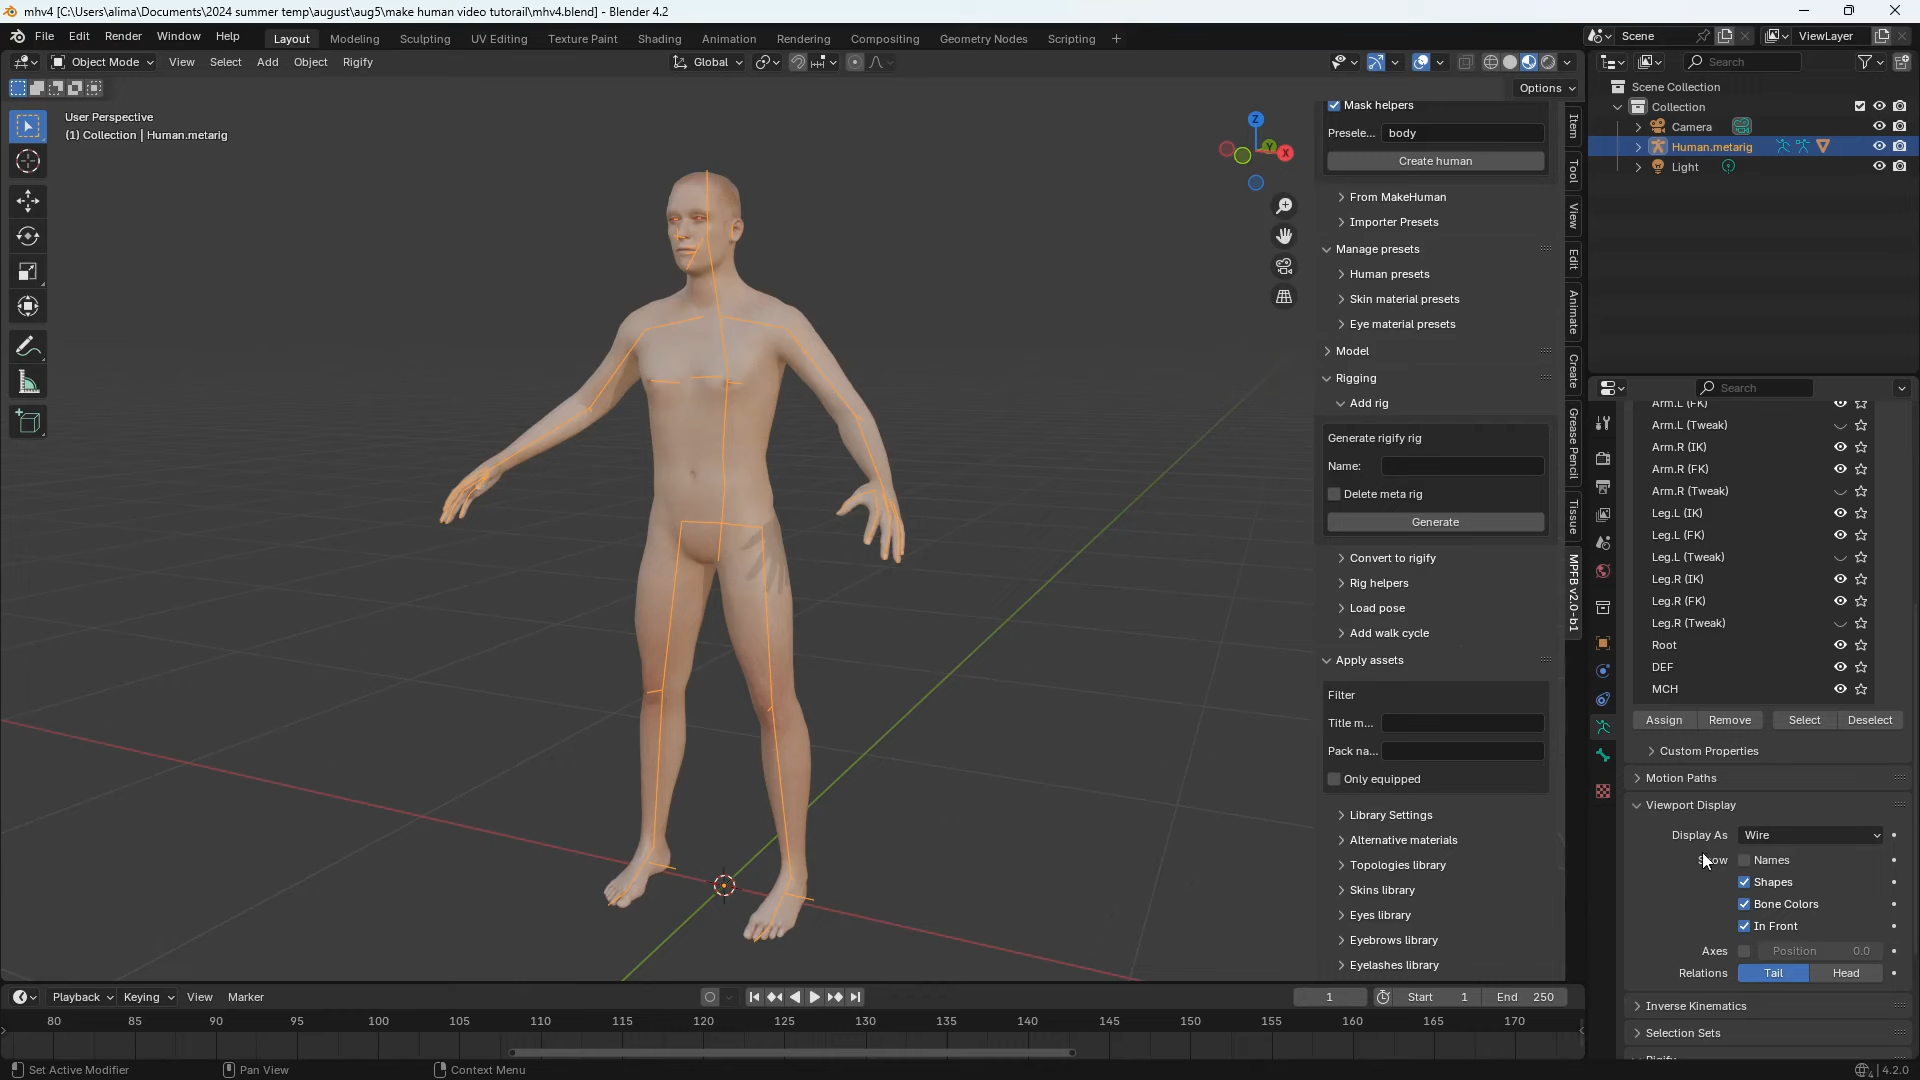 mhv4 [C:\Users\alima\Documents\2024 summer temp\august\aug5\make human video tutorail\mhv4.blend] - Blender 4.2
File Edit Render Window Help Layout Modeling Sculpting UV Editing Texture Paint Shading Animation Rendering Compositing Geometry Nodes Scripting + Scene ViewLayer
Object Mode View Select Add Object Rigify Global Search
Options
User Perspective
(1) Collection | Human.metarig
Z
Y
X
Mask helpers
Presele... body
Create human
From MakeHuman
Importer Presets
Manage presets
Human presets
Skin material presets
Eye material presets
Model
Rigging
Add rig
Generate rigify rig
Name:
Delete meta rig
Generate
Convert to rigify
Rig helpers
Load pose
Add walk cycle
Apply assets
Filter
Title m...
Pack na...
Only equipped
Library Settings
Alternative materials
Topologies library
Skins library
Eyes library
Eyebrows library
Eyelashes library
Item
Tool
View
Edit
Animate
Create
Grease Pencil
Tissue
MPFB v2.0-b1
Scene Collection
Collection
Camera
Human.metarig
Light
Search
Arm.L (FK)
Arm.L (Tweak)
Arm.R (IK)
Arm.R (FK)
Arm.R (Tweak)
Leg.L (IK)
Leg.L (FK)
Leg.L (Tweak)
Leg.R (IK)
Leg.R (FK)
Leg.R (Tweak)
Root
DEF
MCH
Assign Remove Select Deselect
Custom Properties
Motion Paths
Viewport Display
Display As Wire
Names
Shapes
Bone Colors
In Front
Axes Position 0.0
Relations Tail Head
Inverse Kinematics
Selection Sets
Playback Keying View Marker 1 Start 1 End 250
80 85 90 95 100 105 110 115 120 125 130 135 140 145 150 155 160 165 170
Set Active Modifier Pan View Context Menu 4.2.0